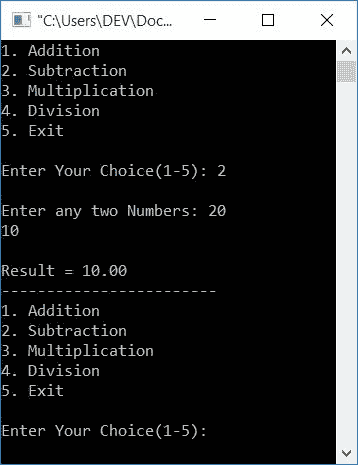 "C:\Users\DEV\Doc...
1. Addition
2. Subtraction
3. Multiplication
4. Division
5. Exit
Enter Your Choice(1-5): 2
Enter any two Numbers: 20
10
Result = 10.00
------------------------
1. Addition
2. Subtraction
3. Multiplication
4. Division
5. Exit
Enter Your Choice(1-5):